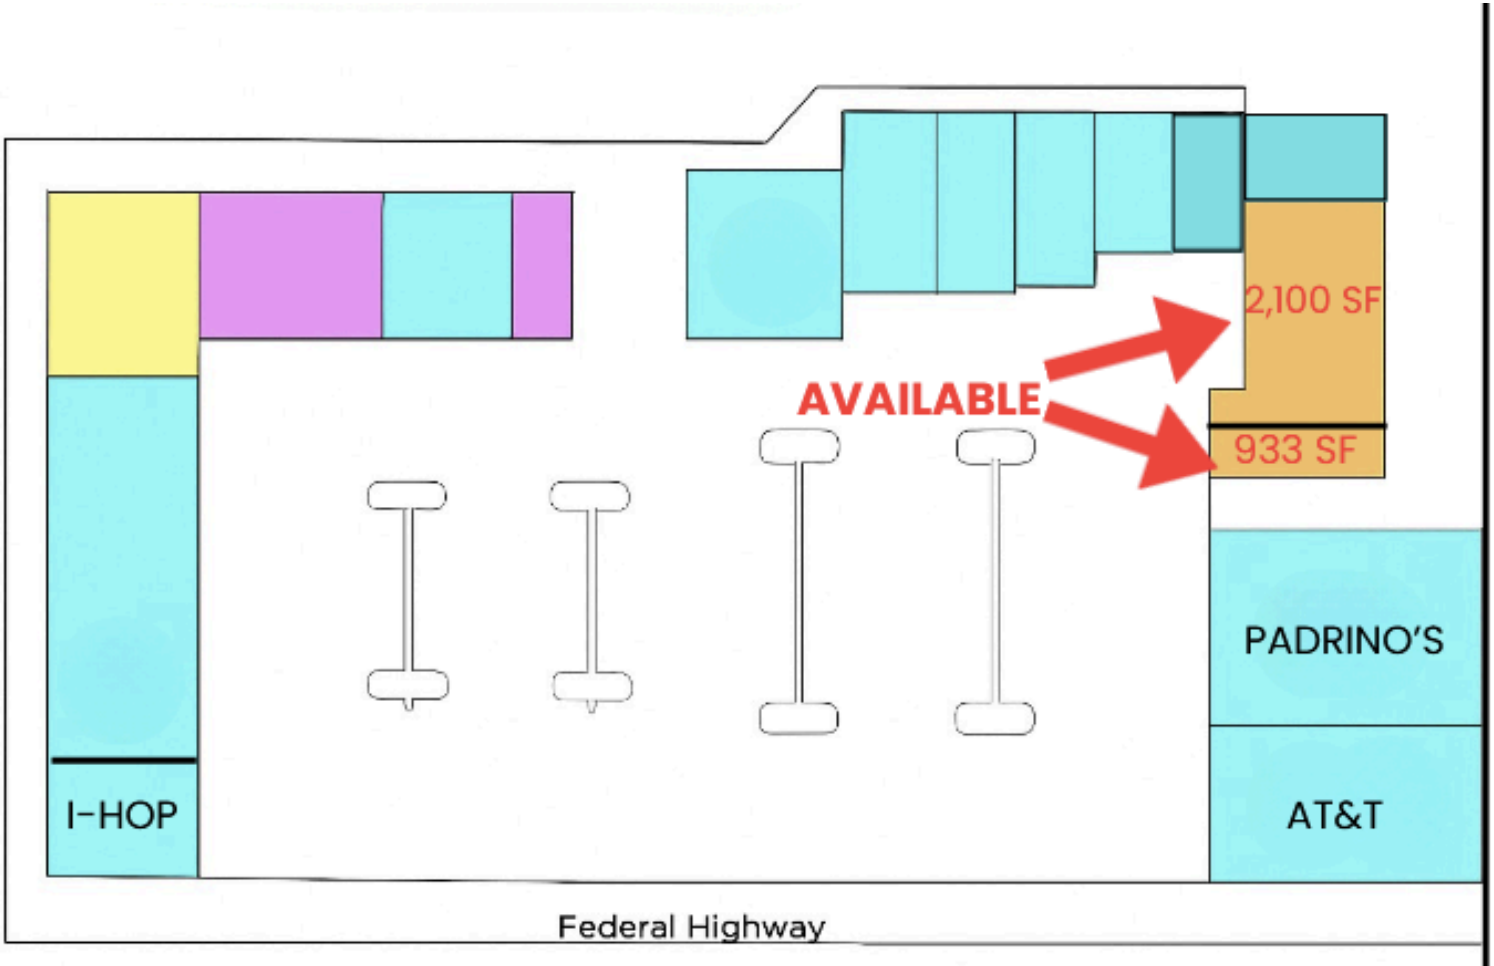 2,100 SF
AVAILABLE
933 SF
PADRINO'S
I-HOP
AT&T
Federal Highway